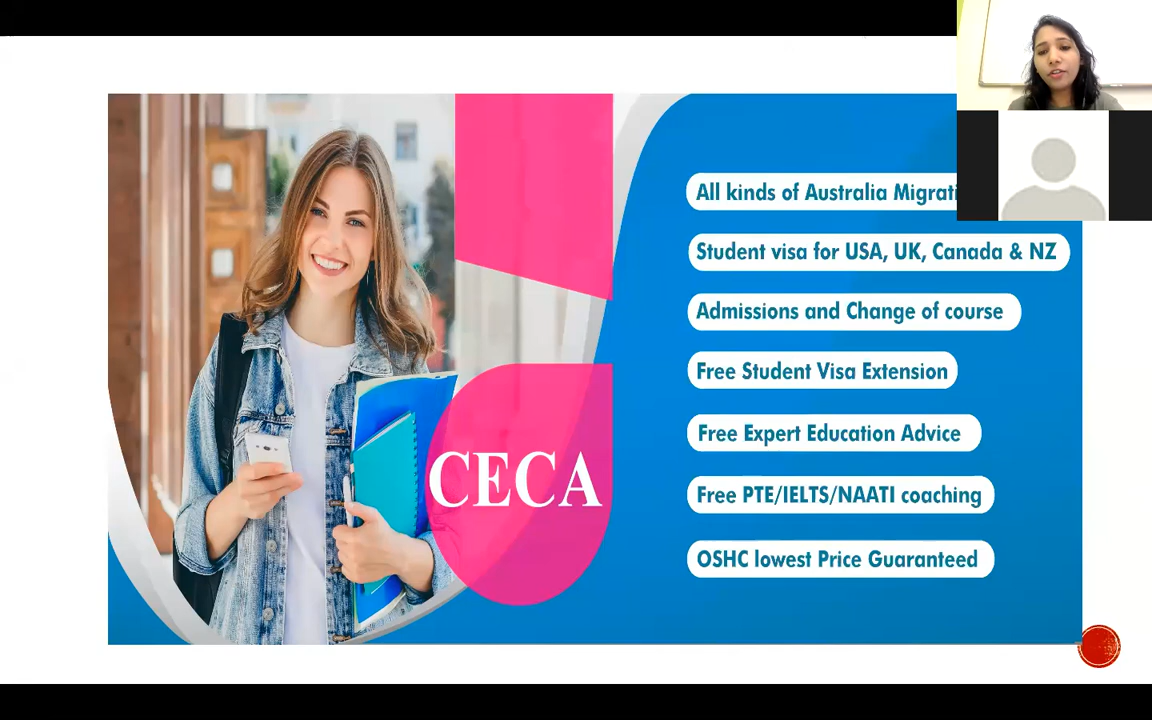 All kinds of Australia
Student visa for USA, UK, Canada & NZ
Admissions and Change of course
Free Student Visa Extension
Free Expert Education Advice
CECA
Free PTE/IELTS/NAATI coaching
OSHC lowest Price Guaranteed